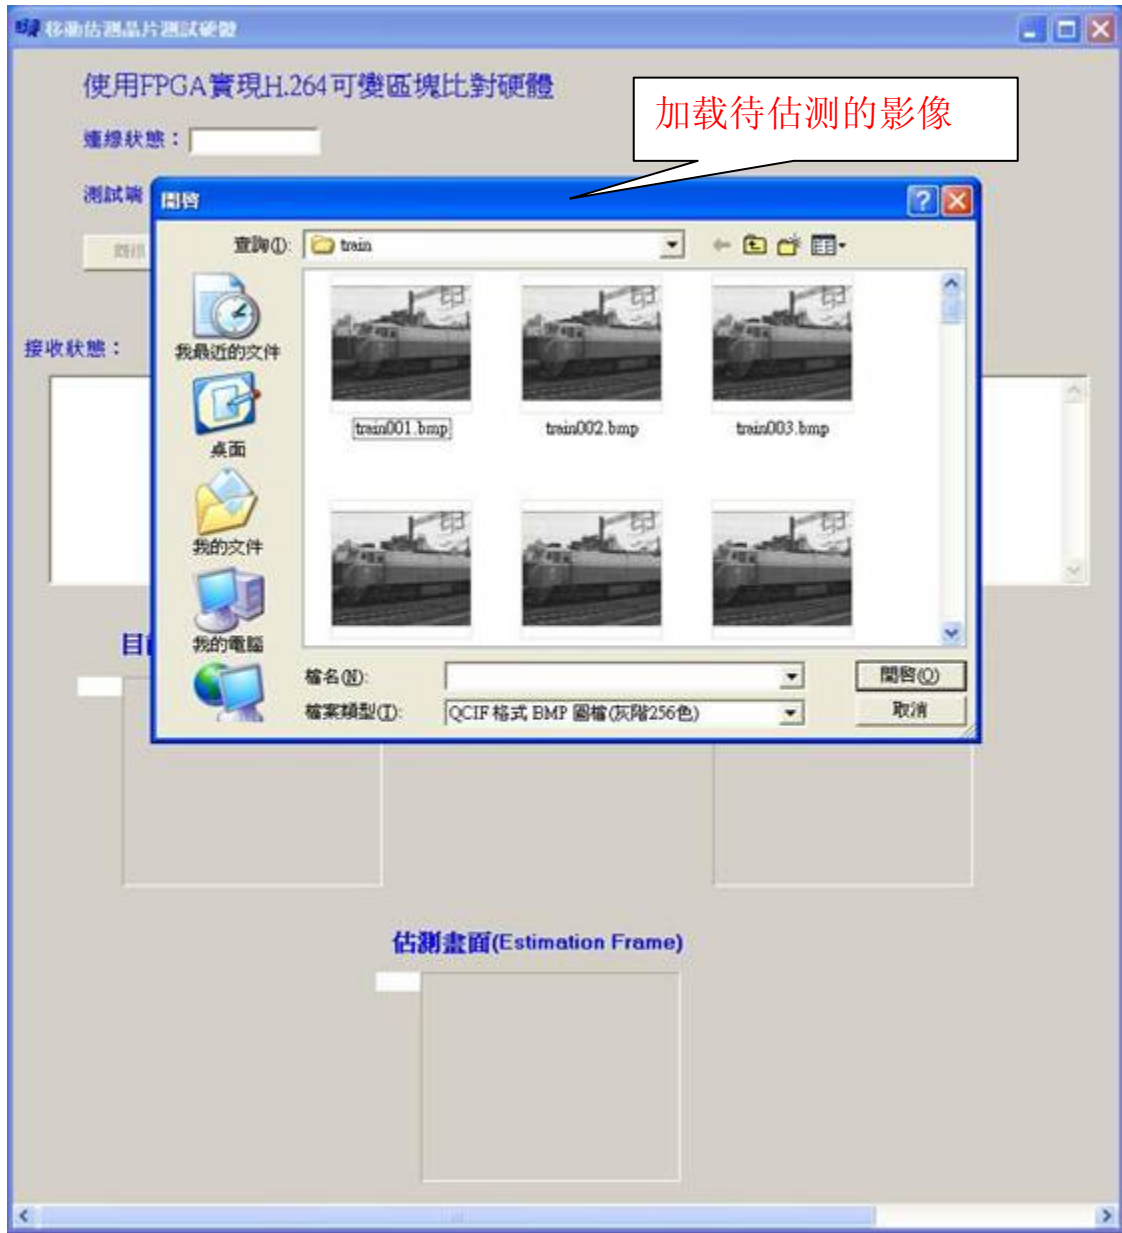 移動估測晶片測試硬體
使用FPGA實現H.264可變區塊比對硬體
加载待估测的影像
連線狀態：
測試端
開啓
查詢(I):
train
我最近的文件
桌面
我的文件
我的電腦
train001.bmp
train002.bmp
train003.bmp
接收狀態：
檔名(N):
開啓(O)
檔案類型(T):
QCIF 格式 BMP 圖檔(灰階256色)
取消
估測畫面(Estimation Frame)